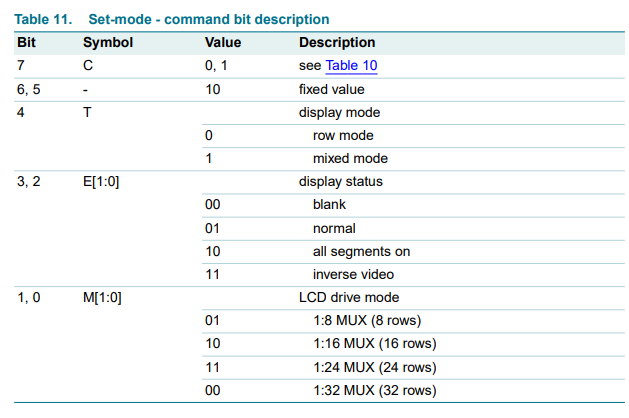 Table 11. Set-mode - command bit description
Bit Symbol Value Description
7 C 0, 1 see Table 10
6, 5 - 10 fixed value
4 T display mode
0 row mode
1 mixed mode
3, 2 E[1:0] display status
00 blank
01 normal
10 all segments on
11 inverse video
1, 0 M[1:0] LCD drive mode
01 1:8 MUX (8 rows)
10 1:16 MUX (16 rows)
11 1:24 MUX (24 rows)
00 1:32 MUX (32 rows)